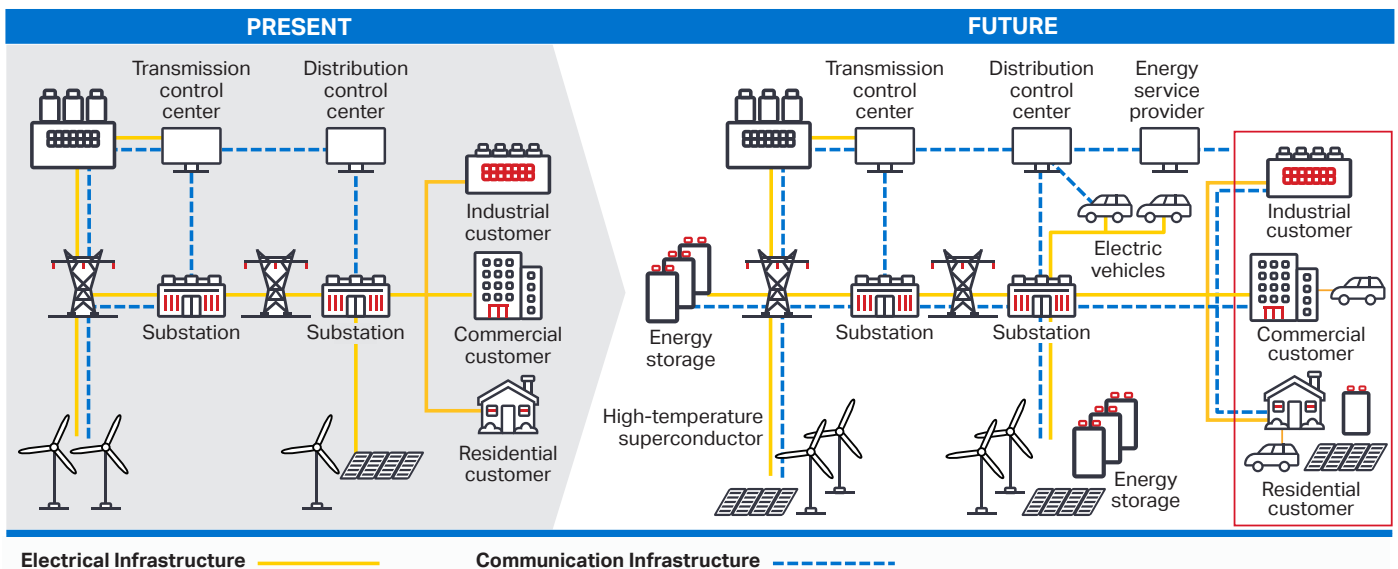 PRESENT
FUTURE
Transmission
control
center
Distribution
control
center
Industrial
customer
Substation
Substation
Commercial
customer
Residential
customer
Transmission
control
center
Distribution
control
center
Energy
service
provider
Industrial
customer
Electric
vehicles
Energy
storage
Substation
Substation
Commercial
customer
High-temperature
superconductor
Energy
storage
Residential
customer
Electrical Infrastructure
Communication Infrastructure